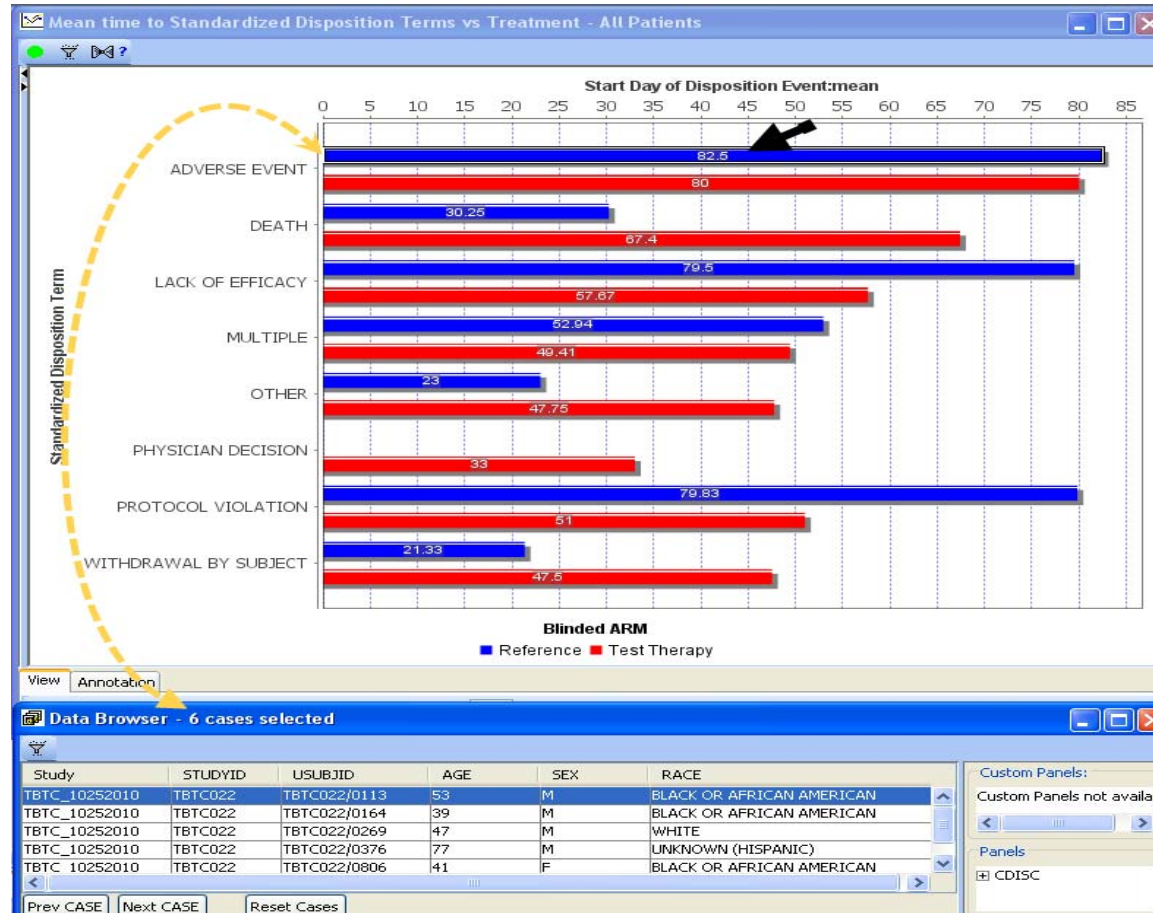 Mean time to Standardized Disposition Terms vs Treatment - All Patients
?
Start Day of Disposition Event:mean
0 5 10 15 20 25 30 35 40 45 50 55 60 65 70 75 80 85
Standardized Disposition Term
ADVERSE EVENT
82.5
80
DEATH
30.25
67.4
LACK OF EFFICACY
79.5
57.67
MULTIPLE
52.94
49.41
OTHER
23
47.75
PHYSICIAN DECISION
33
PROTOCOL VIOLATION
79.83
51
WITHDRAWAL BY SUBJECT
21.33
47.5
Blinded ARM
Reference Test Therapy
View Annotation
Data Browser - 6 cases selected
Study STUDYID USUBJID AGE SEX RACE
TBTC_10252010 TBTC022 TBTC022/0113 53 M BLACK OR AFRICAN AMERICAN
TBTC_10252010 TBTC022 TBTC022/0164 39 M BLACK OR AFRICAN AMERICAN
TBTC_10252010 TBTC022 TBTC022/0269 47 M WHITE
TBTC_10252010 TBTC022 TBTC022/0376 77 M UNKNOWN (HISPANIC)
TBTC_10252010 TBTC022 TBTC022/0806 41 F BLACK OR AFRICAN AMERICAN
Prev CASE Next CASE Reset Cases
Custom Panels:
Custom Panels not availa
Panels
CDISC